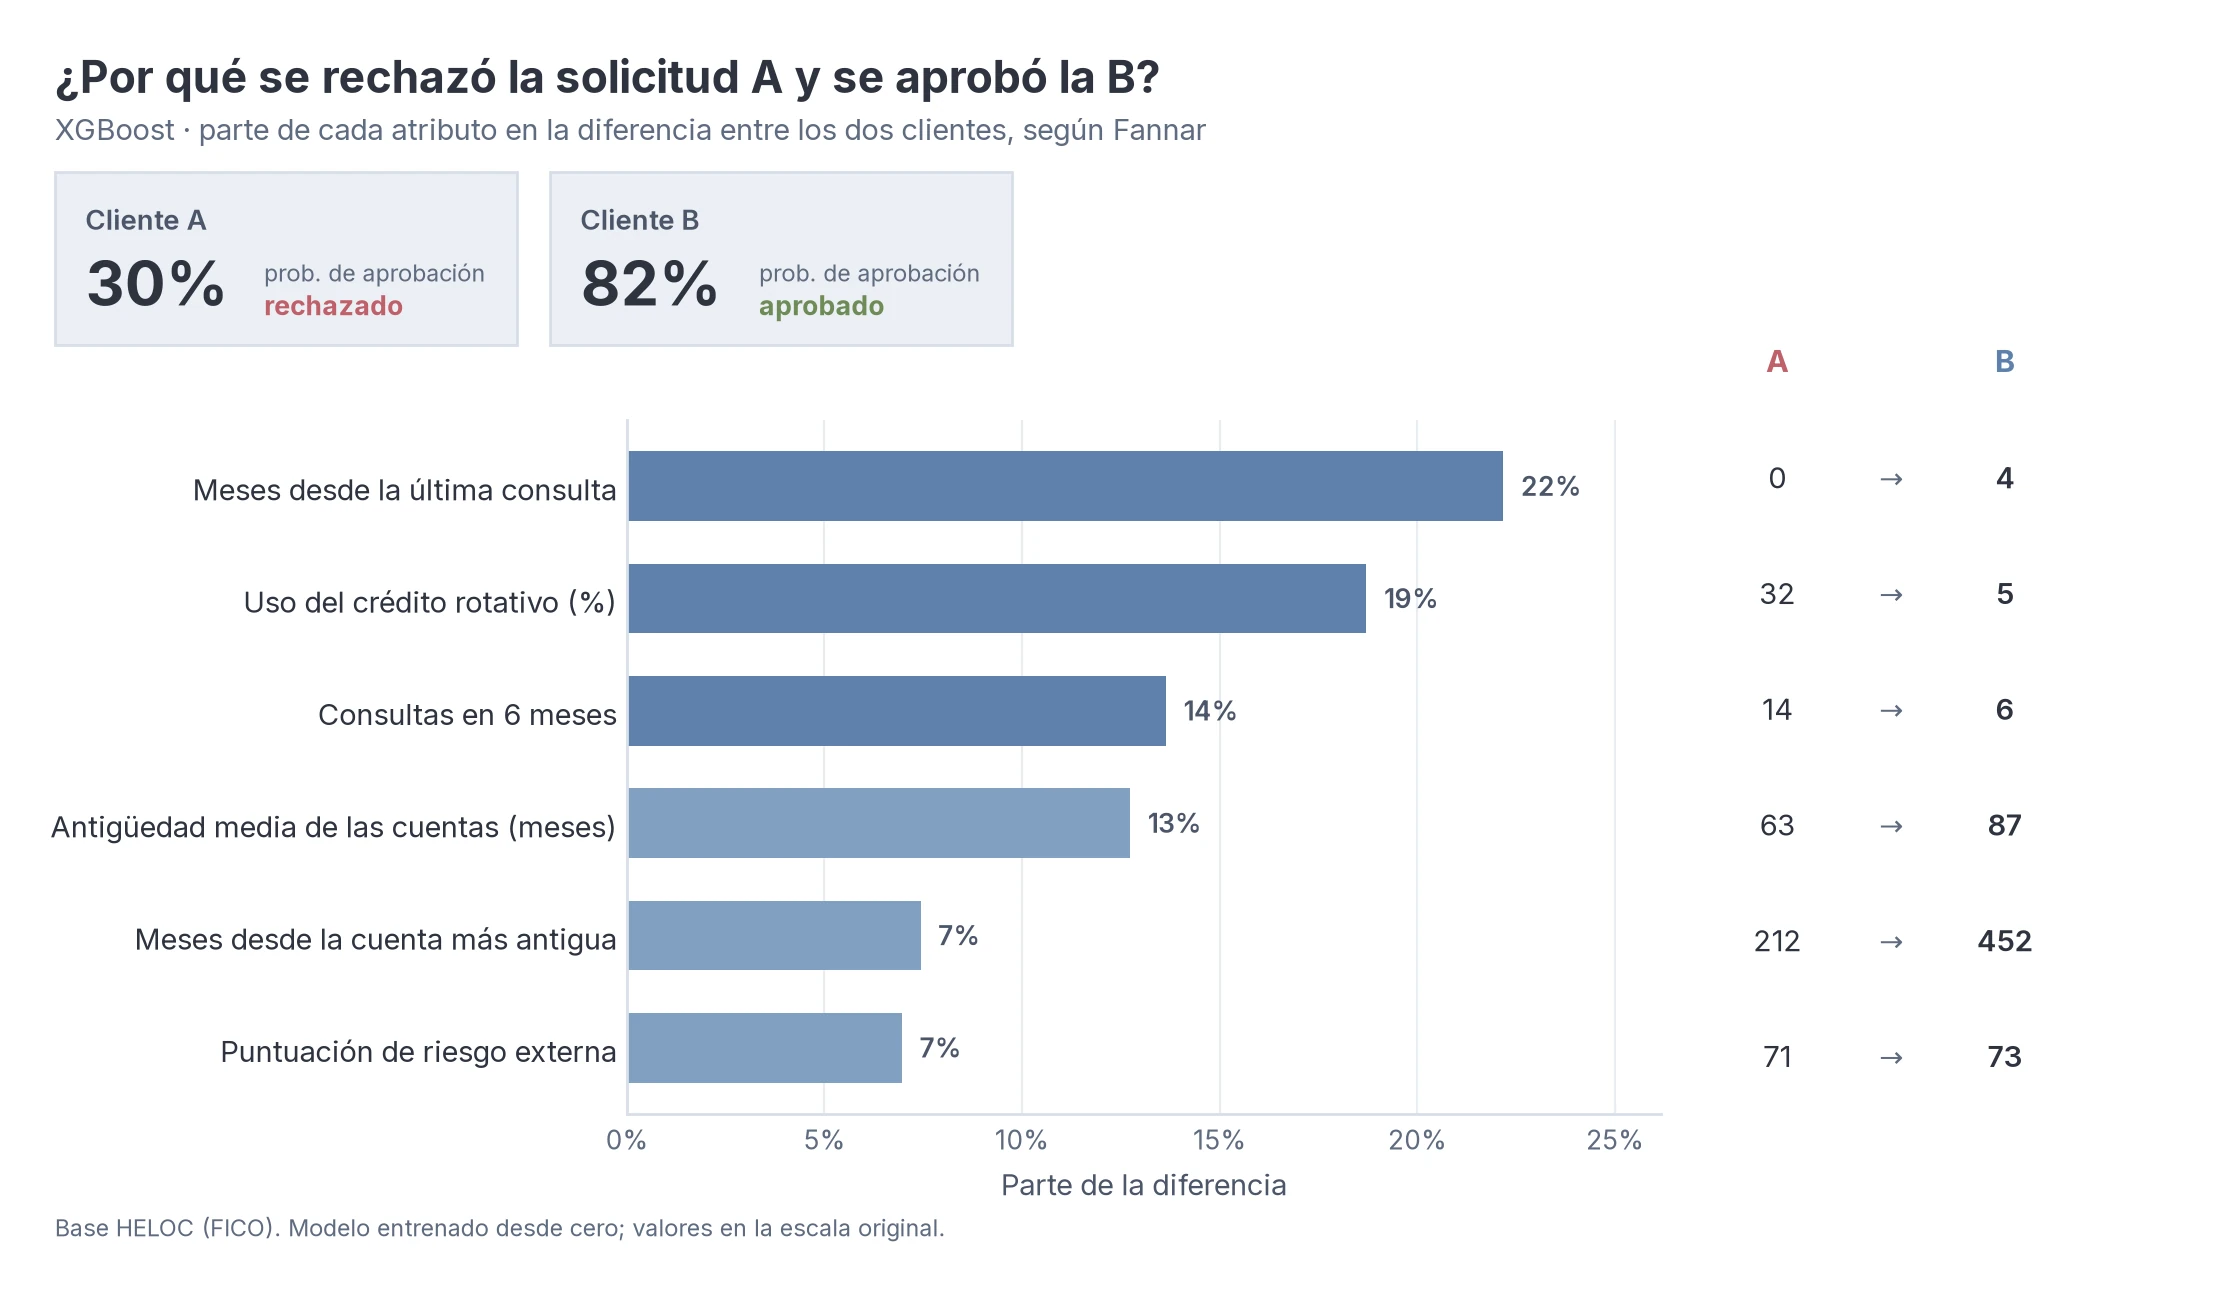 ¿Por qué se rechazó la solicitud A y se aprobó la B?
XGBoost · parte de cada atributo en la diferencia entre los dos clientes, según Fannar
Cliente A
30%
prob. de aprobación
rechazado
Cliente B
82%
prob. de aprobación
aprobado
A B
Meses desde la última consulta 22% 0 → 4
Uso del crédito rotativo (%) 19% 32 → 5
Consultas en 6 meses 14% 14 → 6
Antigüedad media de las cuentas (meses) 13% 63 → 87
Meses desde la cuenta más antigua 7% 212 → 452
Puntuación de riesgo externa 7% 71 → 73
0% 5% 10% 15% 20% 25%
Parte de la diferencia
Base HELOC (FICO). Modelo entrenado desde cero; valores en la escala original.